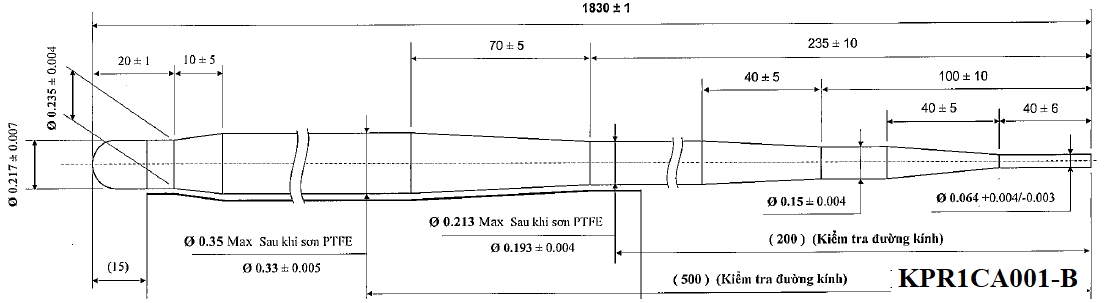 1830 ± 1
70 ± 5
235 ± 10
20 ± 1
10 ± 5
40 ± 5
100 ± 10
Ø 0.235 ± 0.004
40 ± 5
40 ± 6
Ø 0.217 ± 0.007
Ø 0.15 ± 0.004
Ø 0.064 +0.004/-0.003
Ø 0.213 Max Sau khi sơn PTFE
Ø 0.193 ± 0.004
Ø 0.35 Max Sau khi sơn PTFE
Ø 0.33 ± 0.005
( 200 ) (Kiểm tra đường kính)
(15)
( 500 ) (Kiểm tra đường kính)
KPR1CA001-B